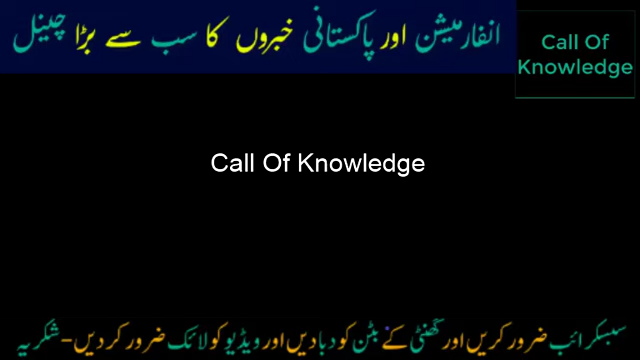 انفارمیشن اور پاکستانی خبروں کا سب سے بڑا چینل
Call Of
Knowledge
Call Of Knowledge
سبسکرائب ضرور کریں اور گھنٹی کے بٹن کو دبا دیں اور ویڈیو کو لائک ضرور کر دیں - شکریہ